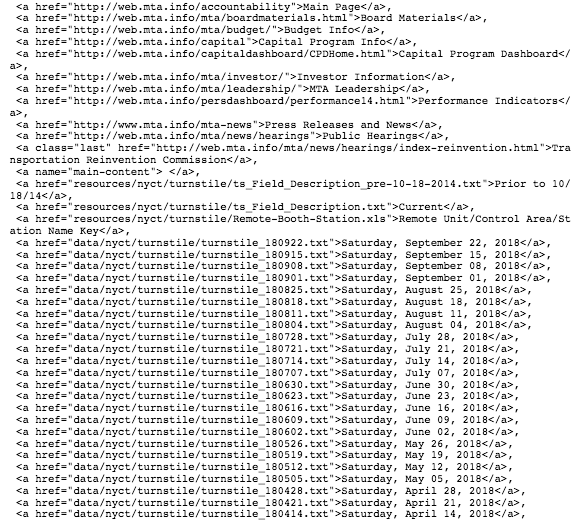 <a href="http://web.mta.info/accountability">Main Page</a>,
<a href="http://web.mta.info/mta/boardmaterials.html">Board Materials</a>,
<a href="http://web.mta.info/mta/budget/">Budget Info</a>,
<a href="http://web.mta.info/capital">Capital Program Info</a>,
<a href="http://web.mta.info/capitaldashboard/CPDHome.html">Capital Program Dashboard</
a>,
<a href="http://web.mta.info/mta/investor/">Investor Information</a>,
<a href="http://web.mta.info/mta/leadership/">MTA Leadership</a>,
<a href="http://web.mta.info/persdashboard/performance14.html">Performance Indicators</
a>,
<a href="http://www.mta.info/mta-news">Press Releases and News</a>,
<a href="http://web.mta.info/mta/news/hearings">Public Hearings</a>,
<a class="last" href="http://web.mta.info/mta/news/hearings/index-reinvention.html">Tra
nsportation Reinvention Commission</a>,
<a name="main-content"> </a>,
<a href="resources/nyct/turnstile/ts_Field_Description_pre-10-18-2014.txt">Prior to 10/
18/14</a>,
<a href="resources/nyct/turnstile/ts_Field_Description.txt">Current</a>,
<a href="resources/nyct/turnstile/Remote-Booth-Station.xls">Remote Unit/Control Area/St
ation Name Key</a>,
<a href="data/nyct/turnstile/turnstile_180922.txt">Saturday, September 22, 2018</a>,
<a href="data/nyct/turnstile/turnstile_180915.txt">Saturday, September 15, 2018</a>,
<a href="data/nyct/turnstile/turnstile_180908.txt">Saturday, September 08, 2018</a>,
<a href="data/nyct/turnstile/turnstile_180901.txt">Saturday, September 01, 2018</a>,
<a href="data/nyct/turnstile/turnstile_180825.txt">Saturday, August 25, 2018</a>,
<a href="data/nyct/turnstile/turnstile_180818.txt">Saturday, August 18, 2018</a>,
<a href="data/nyct/turnstile/turnstile_180811.txt">Saturday, August 11, 2018</a>,
<a href="data/nyct/turnstile/turnstile_180804.txt">Saturday, August 04, 2018</a>,
<a href="data/nyct/turnstile/turnstile_180728.txt">Saturday, July 28, 2018</a>,
<a href="data/nyct/turnstile/turnstile_180721.txt">Saturday, July 21, 2018</a>,
<a href="data/nyct/turnstile/turnstile_180714.txt">Saturday, July 14, 2018</a>,
<a href="data/nyct/turnstile/turnstile_180707.txt">Saturday, July 07, 2018</a>,
<a href="data/nyct/turnstile/turnstile_180630.txt">Saturday, June 30, 2018</a>,
<a href="data/nyct/turnstile/turnstile_180623.txt">Saturday, June 23, 2018</a>,
<a href="data/nyct/turnstile/turnstile_180616.txt">Saturday, June 16, 2018</a>,
<a href="data/nyct/turnstile/turnstile_180609.txt">Saturday, June 09, 2018</a>,
<a href="data/nyct/turnstile/turnstile_180602.txt">Saturday, June 02, 2018</a>,
<a href="data/nyct/turnstile/turnstile_180526.txt">Saturday, May 26, 2018</a>,
<a href="data/nyct/turnstile/turnstile_180519.txt">Saturday, May 19, 2018</a>,
<a href="data/nyct/turnstile/turnstile_180512.txt">Saturday, May 12, 2018</a>,
<a href="data/nyct/turnstile/turnstile_180505.txt">Saturday, May 05, 2018</a>,
<a href="data/nyct/turnstile/turnstile_180428.txt">Saturday, April 28, 2018</a>,
<a href="data/nyct/turnstile/turnstile_180421.txt">Saturday, April 21, 2018</a>,
<a href="data/nyct/turnstile/turnstile_180414.txt">Saturday, April 14, 2018</a>,